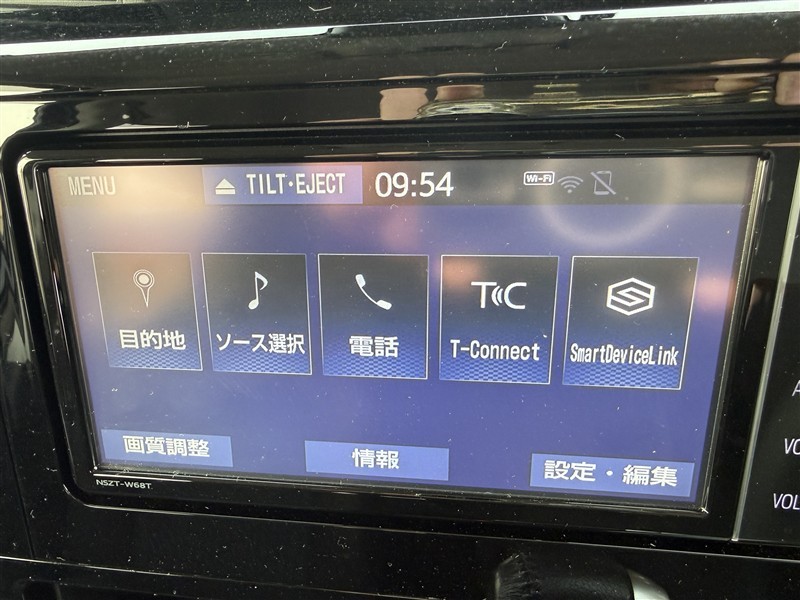 MENU
TILT・EJECT
09:54
Wi-Fi
目的地
ソース選択
電話
TC
T-Connect
SmartDeviceLink
画質調整
情報
設定・編集
NSZT-W68T
VOL